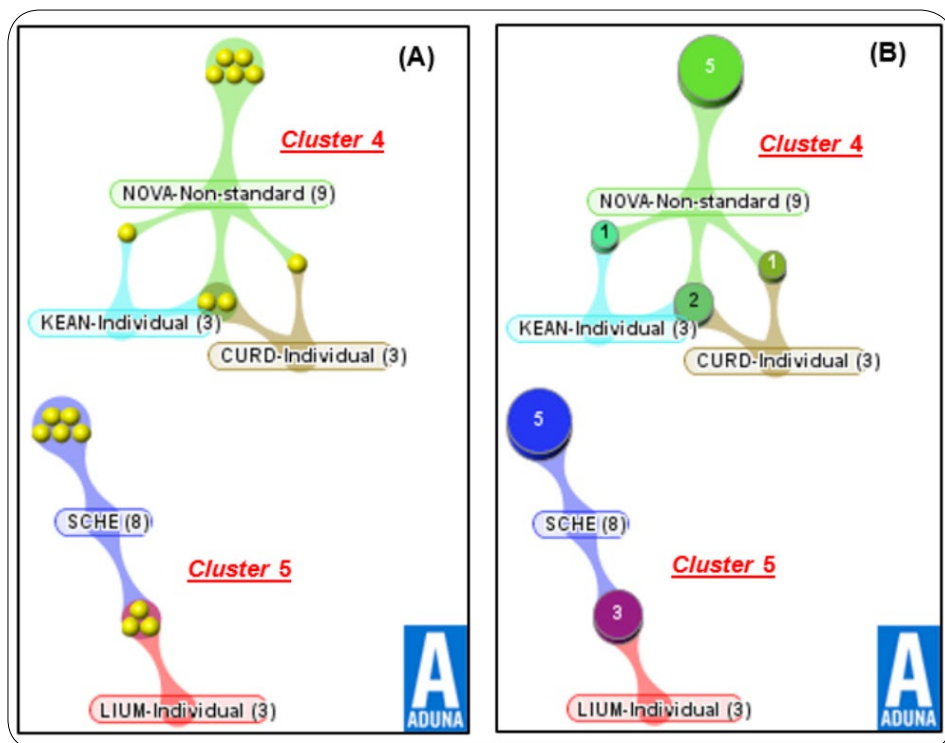 (A)
Cluster 4
NOVA-Non-standard (9)
KEAN-Individual (3)
CURD-Individual (3)
SCHE (8)
Cluster 5
LIUM-Individual (3)
A
ADUNA
(B)
5
Cluster 4
NOVA-Non-standard (9)
1
1
2
KEAN-Individual (3)
CURD-Individual (3)
5
SCHE (8)
Cluster 5
3
LIUM-Individual (3)
A
ADUNA